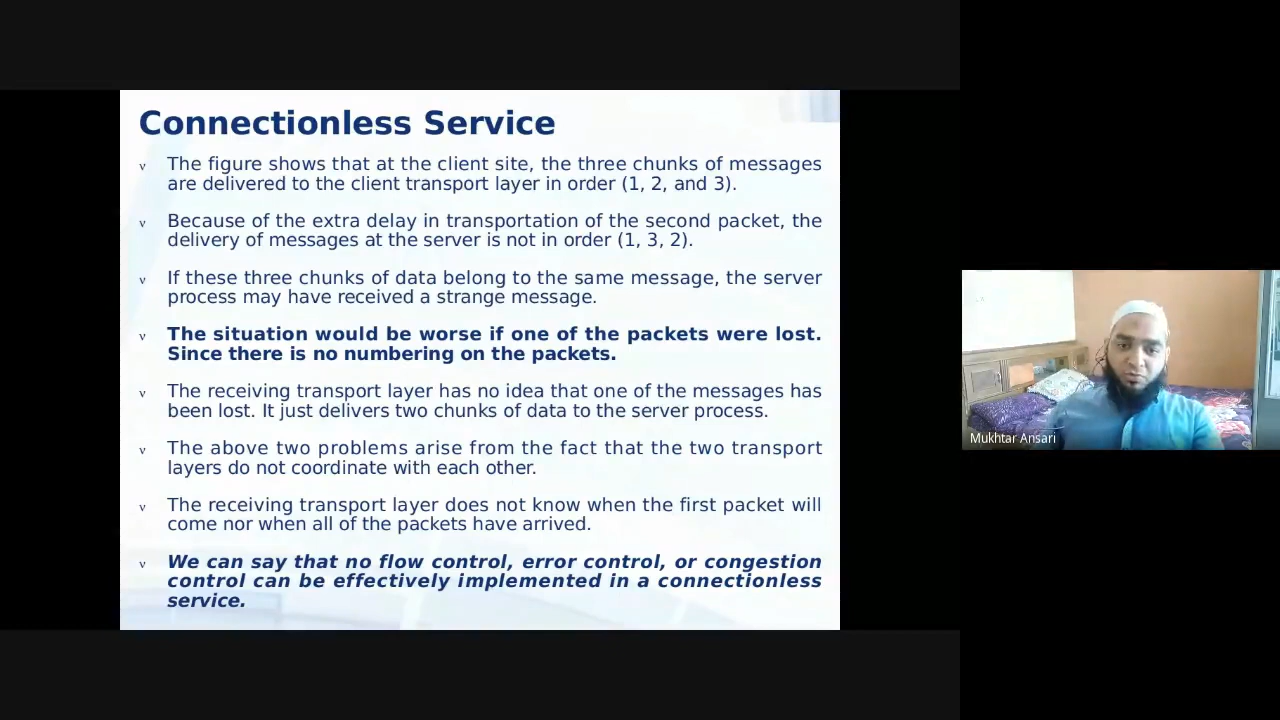 Connectionless Service
The figure shows that at the client site, the three chunks of messages
are delivered to the client transport layer in order (1, 2, and 3).
Because of the extra delay in transportation of the second packet, the
delivery of messages at the server is not in order (1, 3, 2).
If these three chunks of data belong to the same message, the server
process may have received a strange message.
The situation would be worse if one of the packets were lost.
Since there is no numbering on the packets.
The receiving transport layer has no idea that one of the messages has
been lost. It just delivers two chunks of data to the server process.
The above two problems arise from the fact that the two transport
layers do not coordinate with each other.
The receiving transport layer does not know when the first packet will
come nor when all of the packets have arrived.
We can say that no flow control, error control, or congestion
control can be effectively implemented in a connectionless
service.
Mukhtar Ansari